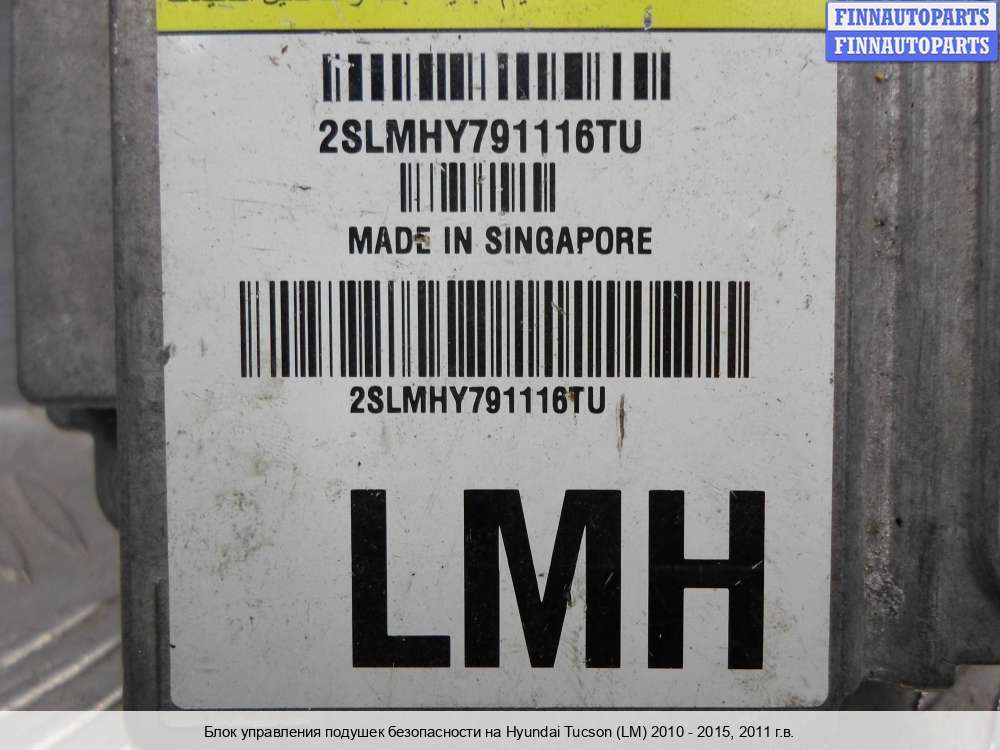 FINNAUTOPARTS
FINNAUTOPARTS
2SLMHY791116TU
MADE IN SINGAPORE
2SLMHY791116TU
LMH
Блок управления подушек безопасности на Hyundai Tucson (LM) 2010 - 2015, 2011 г.в.